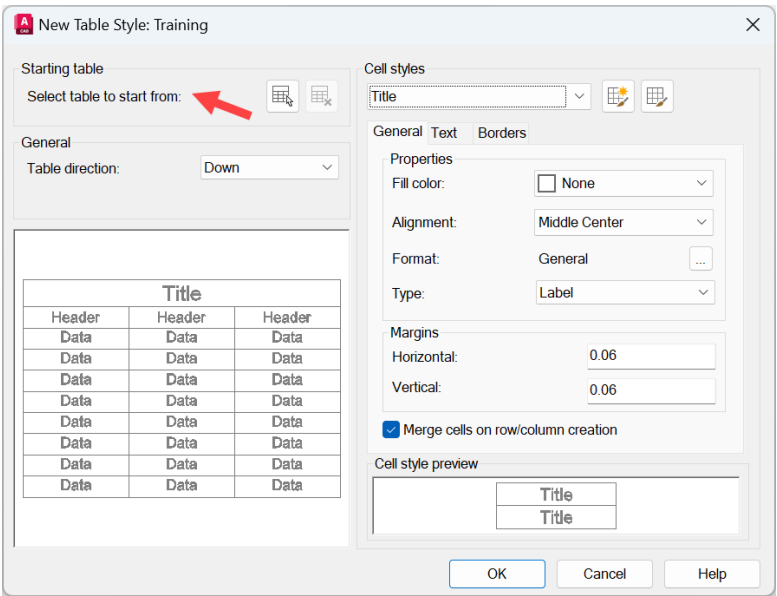 A
CAD
New Table Style: Training
Starting table
Select table to start from:
General
Table direction:
Down
Title
Header Header Header
Data Data Data
Data Data Data
Data Data Data
Data Data Data
Data Data Data
Data Data Data
Data Data Data
Data Data Data
Cell styles
Title
General Text Borders
Properties
Fill color:
None
Alignment:
Middle Center
Format:
General
...
Type:
Label
Margins
Horizontal:
0.06
Vertical:
0.06
Merge cells on row/column creation
Cell style preview
Title
Title
OK Cancel Help